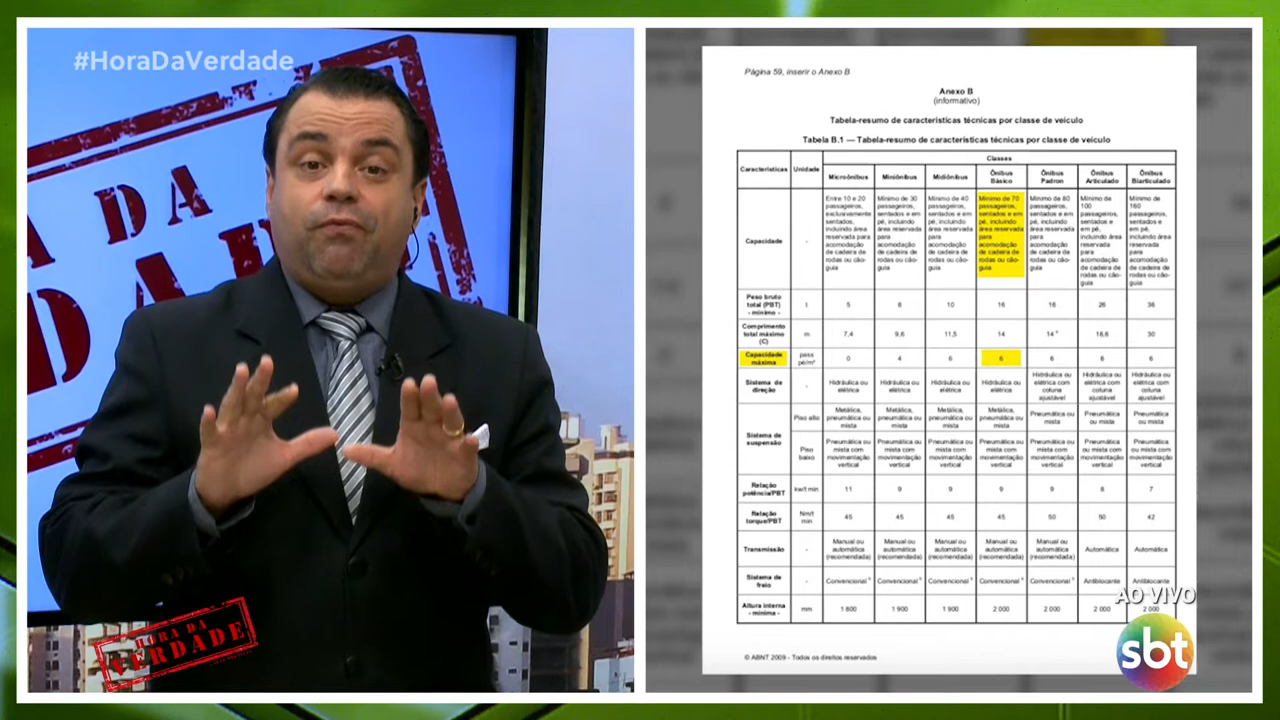 #HoraDaVerdade
A DA
DA
HORA DA
VERDADE
Página 59, inserir o Anexo B
Anexo B
(informativo)
Tabela-resumo de características técnicas por classe de veículo
Tabela B.1 — Tabela-resumo de características técnicas por classe de veículo
Características Unidade Classes
Microônibus Miniônibus Midiônibus Ônibus Básico Ônibus Padron Ônibus Articulado Ônibus Biarticulado
Capacidade - Entre 10 e 20 passageiros, exclusivamente sentados, incluindo área reservada para acomodação de cadeira de rodas ou cão-guia Mínimo de 30 passageiros, sentados e em pé, incluindo área reservada para acomodação de cadeira de rodas ou cão-guia Mínimo de 40 passageiros, sentados e em pé, incluindo área reservada para acomodação de cadeira de rodas ou cão-guia Mínimo de 70 passageiros, sentados e em pé, incluindo área reservada para acomodação de cadeira de rodas ou cão-guia Mínimo de 80 passageiros, sentados e em pé, incluindo área reservada para acomodação de cadeira de rodas ou cão-guia Mínimo de 100 passageiros, sentados e em pé, incluindo área reservada para acomodação de cadeira de rodas ou cão-guia Mínimo de 160 passageiros, sentados e em pé, incluindo área reservada para acomodação de cadeira de rodas ou cão-guia
Peso bruto total (PBT) - mínimo - t 5 8 10 16 16 26 36
Comprimento total máximo (C) m 7,4 9,6 11,5 14 14 18,6 30
Capacidade máxima pass pé/m² 0 4 6 6 6 6 6
Sistema de direção - Hidráulica ou elétrica Hidráulica ou elétrica Hidráulica ou elétrica Hidráulica ou elétrica Hidráulica ou elétrica com coluna ajustável Hidráulica ou elétrica com coluna ajustável Hidráulica ou elétrica com coluna ajustável
Sistema de suspensão Piso alto Metálica, pneumática ou mista Metálica, pneumática ou mista Metálica, pneumática ou mista Metálica, pneumática ou mista Pneumática ou mista Pneumática ou mista Pneumática ou mista
Piso baixo Pneumática ou mista com movimentação vertical Pneumática ou mista com movimentação vertical Pneumática ou mista com movimentação vertical Pneumática ou mista com movimentação vertical Pneumática ou mista com movimentação vertical Pneumática ou mista com movimentação vertical Pneumática ou mista com movimentação vertical
Relação potência/PBT kw/t min 11 9 9 9 9 8 7
Relação torque/PBT Nm/t min 45 45 45 45 50 50 42
Transmissão - Manual ou automática (recomendada) Manual ou automática (recomendada) Manual ou automática (recomendada) Manual ou automática (recomendada) Manual ou automática (recomendada) Automática Automática
Sistema de freio - Convencional Convencional Convencional Convencional Convencional Antiblocante Antiblocante
Altura interna - mínima - mm 1 800 1 900 1 900 2 000 2 000 2 000 2 000
© ABNT 2009 - Todos os direitos reservados
AO VIVO
sbt